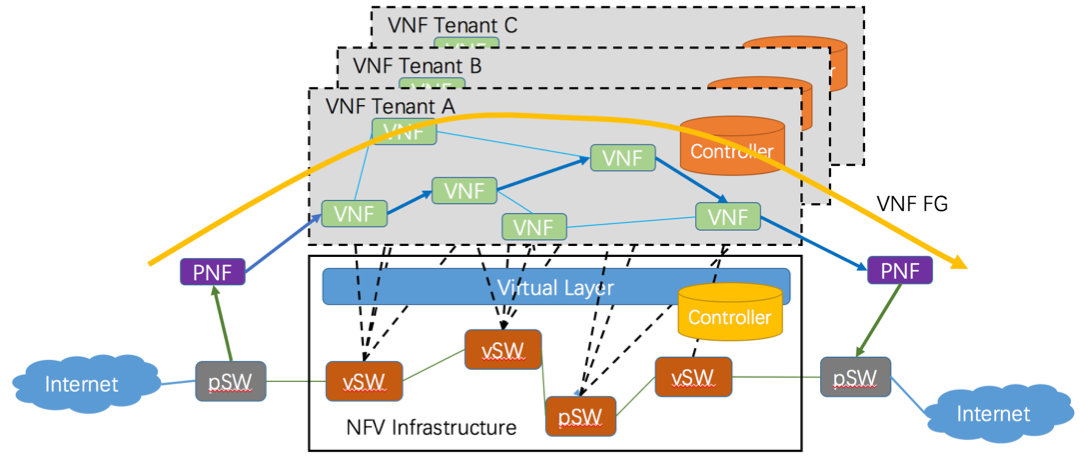 VNF Tenant C
VNF Tenant B
VNF Tenant A
VNF
Controller
VNF
VNF
VNF
VNF
VNF
VNF FG
PNF
PNF
Virtual Layer
Controller
vSW
Internet
pSW
vSW
vSW
pSW
Internet
pSW
NFV Infrastructure